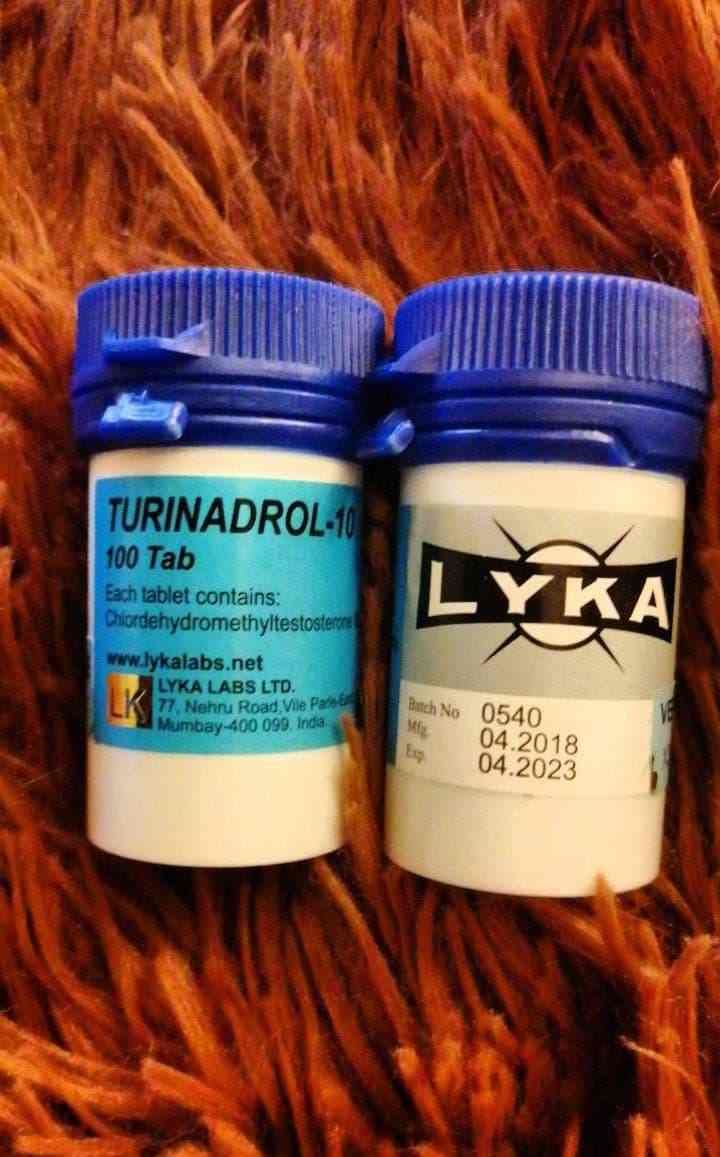 TURINADROL-10
100 Tab
Each tablet contains:
Chlordehydromethyltestosterone
www.lykalabs.net
LK
LYKA LABS LTD.
77, Nehru Road, Vile Parle-Eas
Mumbay-400 099. India
LYKA
Batch No 0540
Mfg. 04.2018
Exp. 04.2023